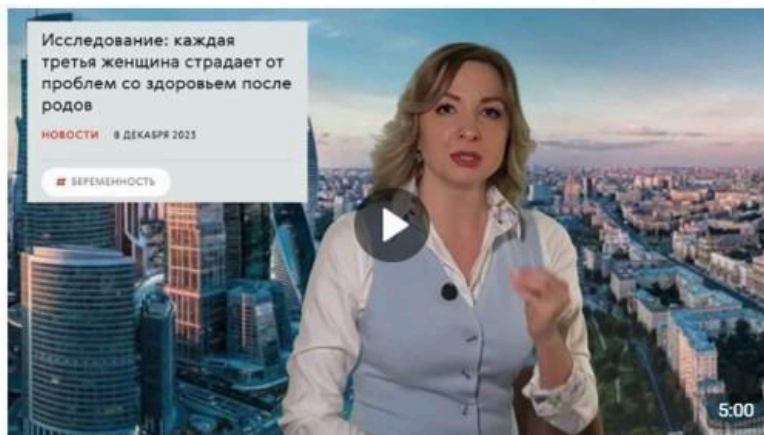 Исследование: каждая
третья женщина страдает от
проблем со здоровьем после
родов
НОВОСТИ 8 ДЕКАБРЯ 2023
# БЕРЕМЕННОСТЬ
5:00